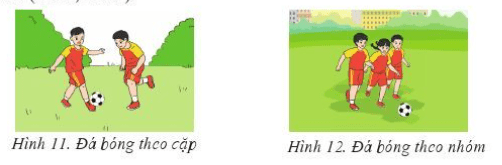 Hình 11. Đá bóng theo cặp
Hình 12. Đá bóng theo nhóm